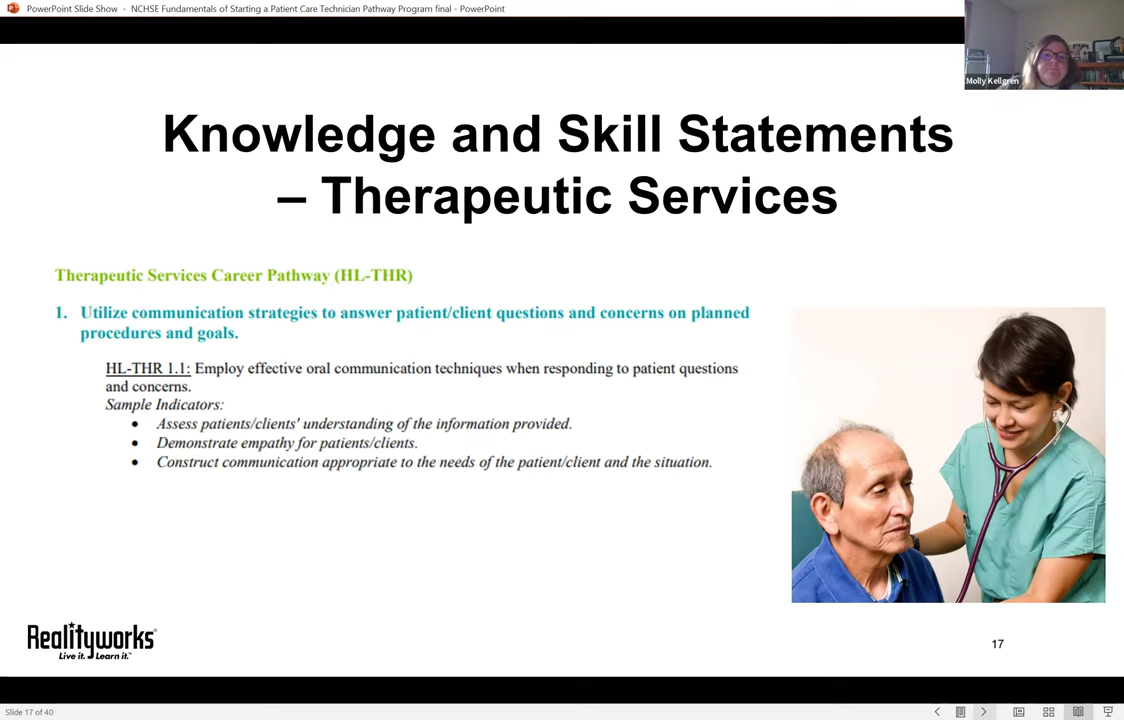 PowerPoint Slide Show - NCHSE Fundamentals of Starting a Patient Care Technician Pathway Program final - PowerPoint
Molly Kellgren
Knowledge and Skill Statements
– Therapeutic Services
Therapeutic Services Career Pathway (HL-THR)
1. Utilize communication strategies to answer patient/client questions and concerns on planned
procedures and goals.
HL-THR 1.1: Employ effective oral communication techniques when responding to patient questions
and concerns.
Sample Indicators:
• Assess patients/clients' understanding of the information provided.
• Demonstrate empathy for patients/clients.
• Construct communication appropriate to the needs of the patient/client and the situation.
Realityworks®
Live it. Learn it.™
17
Slide 17 of 40